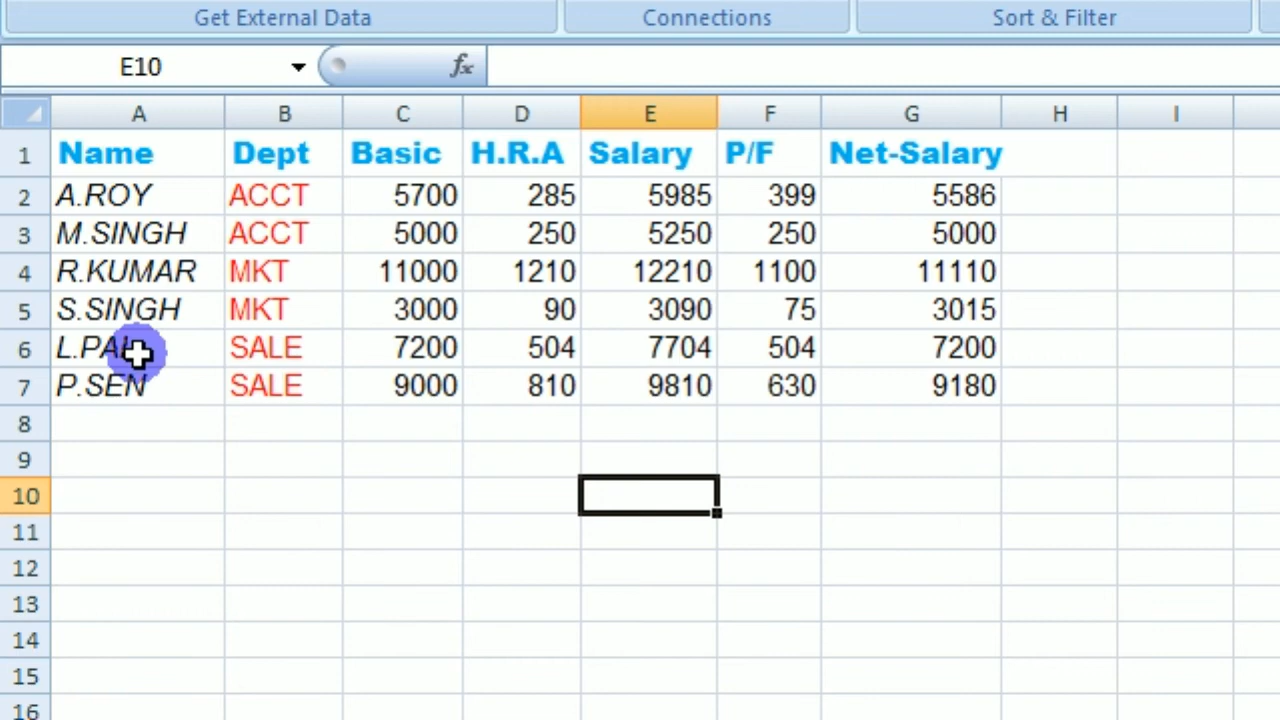 Get External Data Connections Sort & Filter
E10 fx
A B C D E F G H I
1 Name Dept Basic H.R.A Salary P/F Net-Salary
2 A.ROY ACCT 5700 285 5985 399 5586
3 M.SINGH ACCT 5000 250 5250 250 5000
4 R.KUMAR MKT 11000 1210 12210 1100 11110
5 S.SINGH MKT 3000 90 3090 75 3015
6 L.PAL SALE 7200 504 7704 504 7200
7 P.SEN SALE 9000 810 9810 630 9180
8
9
10
11
12
13
14
15
16